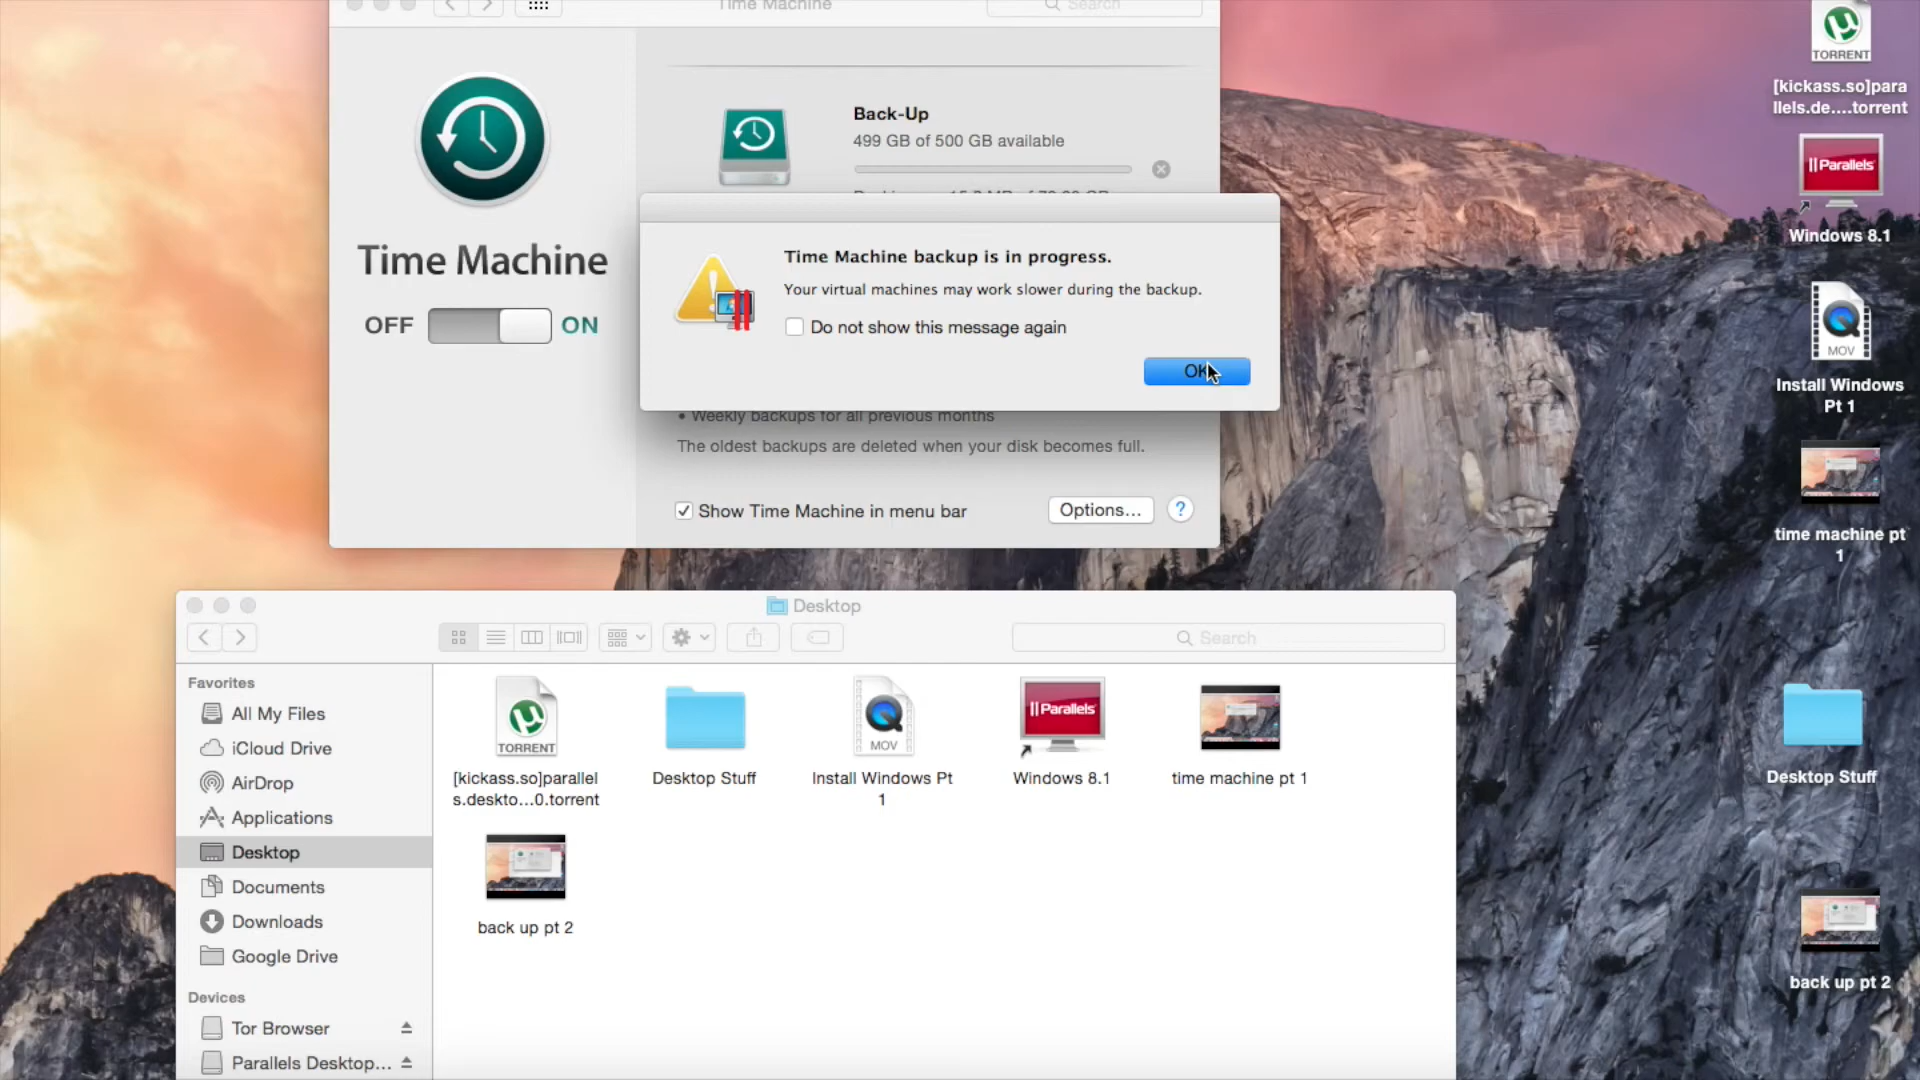 Time Machine
Search
Back-Up
499 GB of 500 GB available
Time Machine
OFF
ON
Time Machine backup is in progress.
Your virtual machines may work slower during the backup.
Do not show this message again
OK
• Weekly backups for all previous months
The oldest backups are deleted when your disk becomes full.
Show Time Machine in menu bar
Options...
?
TORRENT
[kickass.so]para
llels.de....torrent
Parallels
Windows 8.1
MOV
Install Windows
Pt 1
time machine pt
1
Desktop Stuff
back up pt 2
Desktop
Search
Favorites
All My Files
iCloud Drive
AirDrop
Applications
Desktop
Documents
Downloads
Google Drive
Devices
Tor Browser
Parallels Desktop...
TORRENT
[kickass.so]parallel
s.deskto...0.torrent
Desktop Stuff
MOV
Install Windows Pt
1
Parallels
Windows 8.1
time machine pt 1
back up pt 2